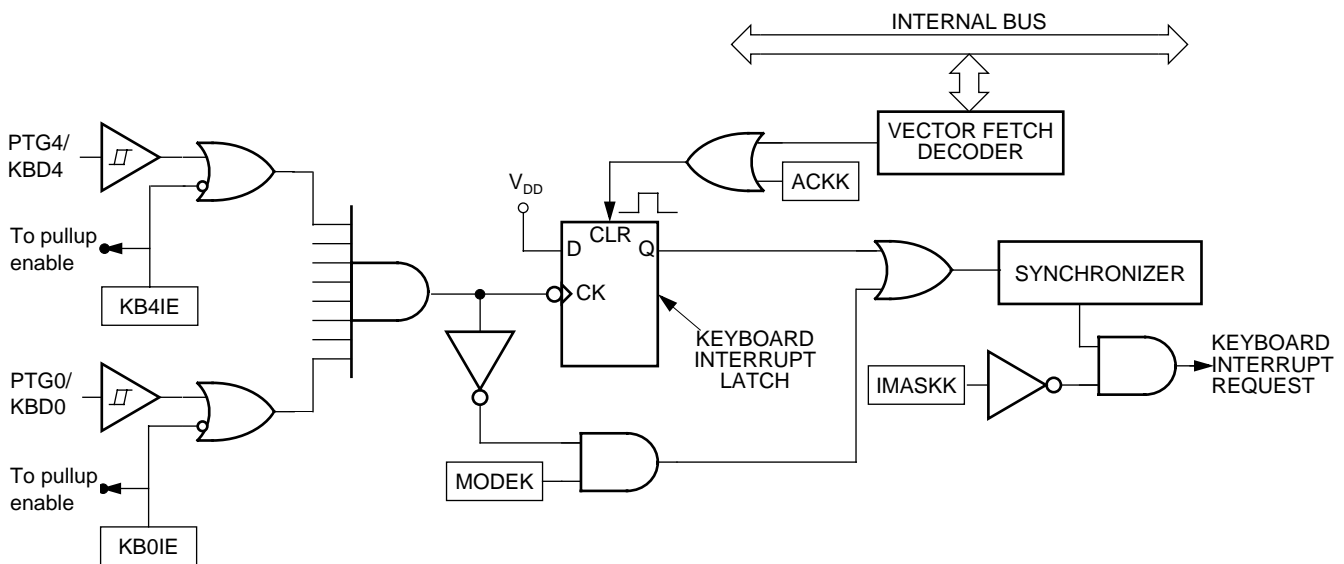 INTERNAL BUS
VECTOR FETCH
DECODER
ACKK
PTG4/
KBD4
To pullup
enable
KB4IE
PTG0/
KBD0
To pullup
enable
KB0IE
VDD
D
CLR
Q
CK
KEYBOARD
INTERRUPT
LATCH
MODEK
SYNCHRONIZER
IMASKK
KEYBOARD
INTERRUPT
REQUEST